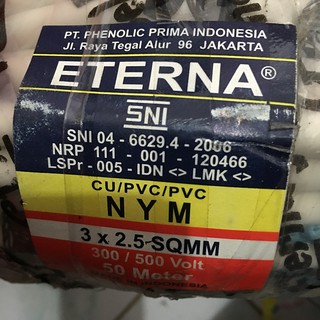 PT. PHENOLIC PRIMA INDONESIA
Jl. Raya Tegal Alur 96 JAKARTA
ETERNA®
SNI
SNI 04 - 6629.4 - 2006
NRP 111 - 001 - 120466
LSPr - 005 - IDN <> LMK <>
CU/PVC/PVC
NYM
3 x 2.5 SQMM
300 / 500 Volt
50 Meter
INDONESIA